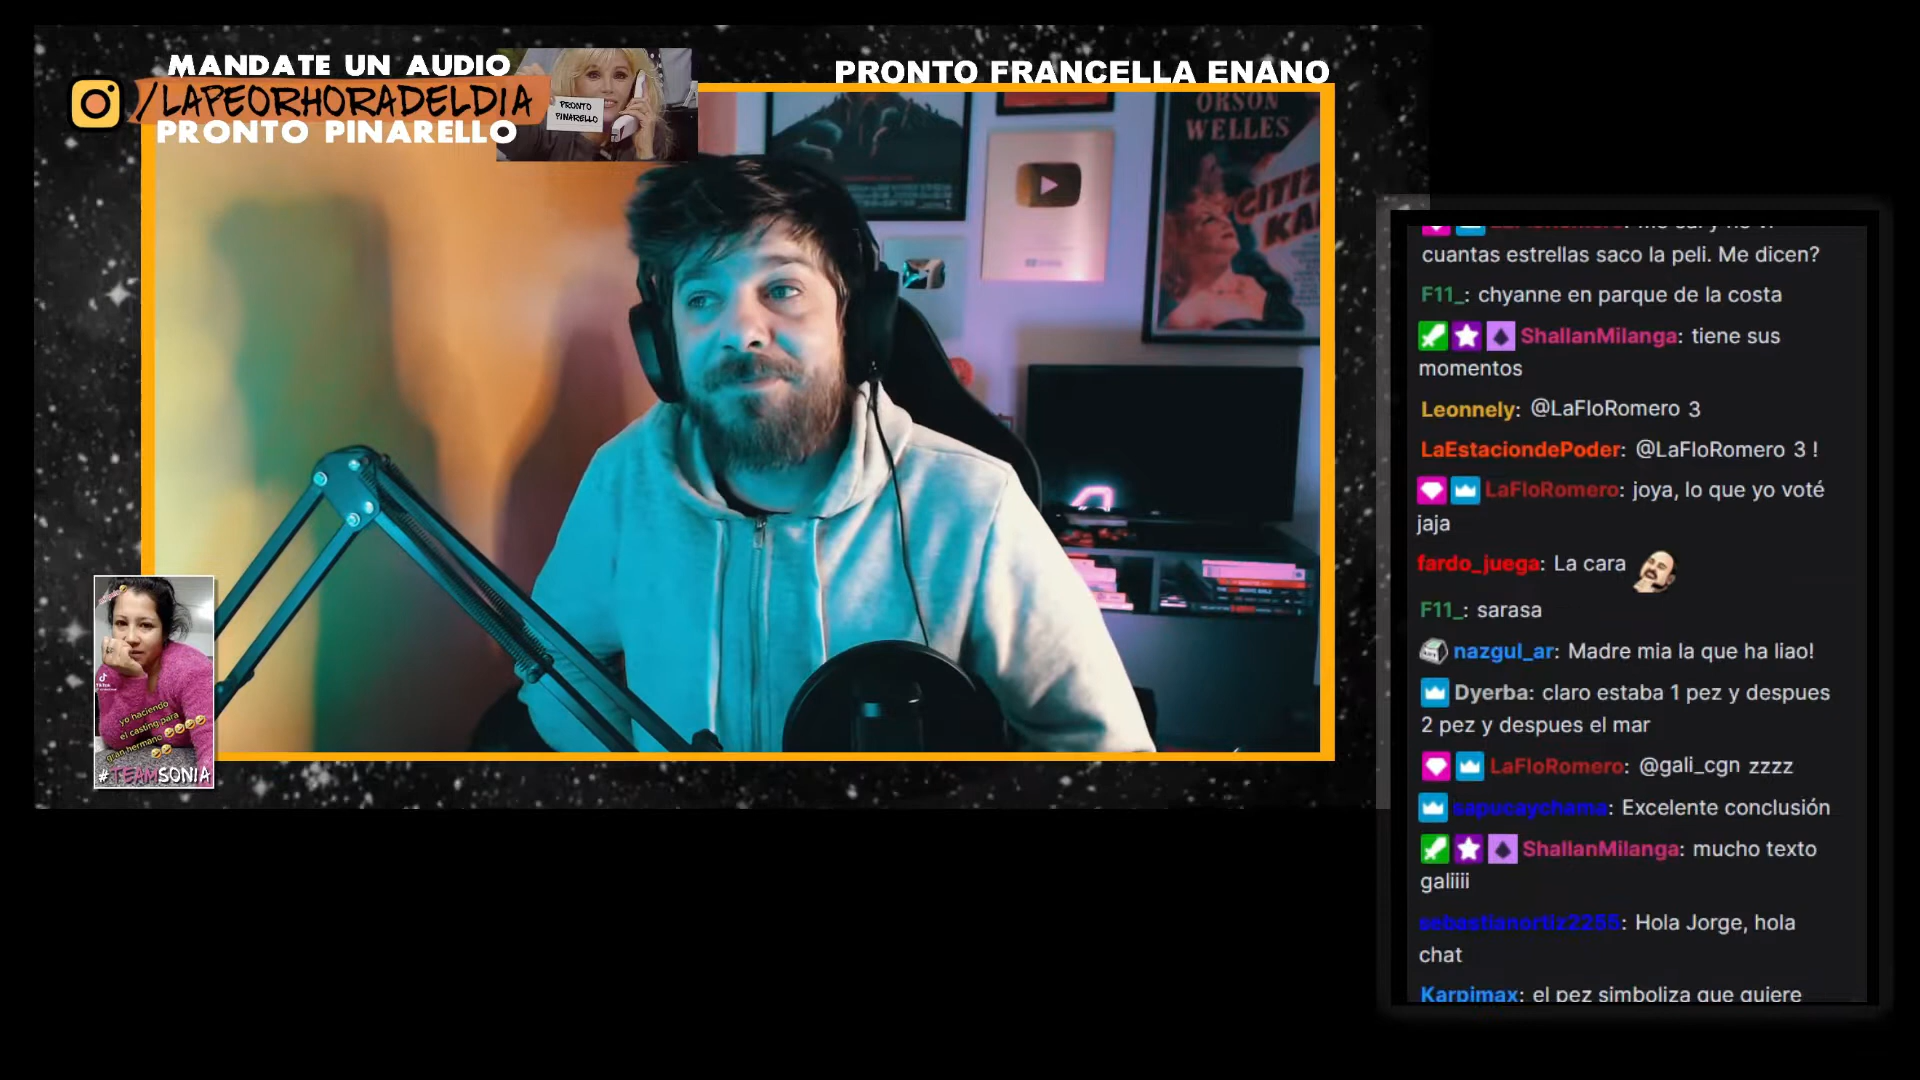 MANDATE UN AUDIO
/LAPEORHORADELDIA
PRONTO PINARELLO
PRONTO
PINARELLO
PRONTO FRANCELLA ENANO
ORSON
WELLES
yo haciendo
el casting para
gran hermano 🤣🤣🤣🤣
🤣🤣
#TEAMSONIA
cuantas estrellas saco la peli. Me dicen?
F11_: chyanne en parque de la costa
ShallanMilanga: tiene sus
momentos
Leonnely: @LaFloRomero 3
LaEstaciondePoder: @LaFloRomero 3 !
LaFloRomero: joya, lo que yo voté
jaja
fardo_juega: La cara
F11_: sarasa
nazgul_ar: Madre mia la que ha liao!
Dyerba: claro estaba 1 pez y despues
2 pez y despues el mar
LaFloRomero: @gali_cgn zzzz
sapucaychama: Excelente conclusión
ShallanMilanga: mucho texto
galiiii
sebastianortiz2255: Hola Jorge, hola
chat
Karpimax: el pez simboliza que quiere